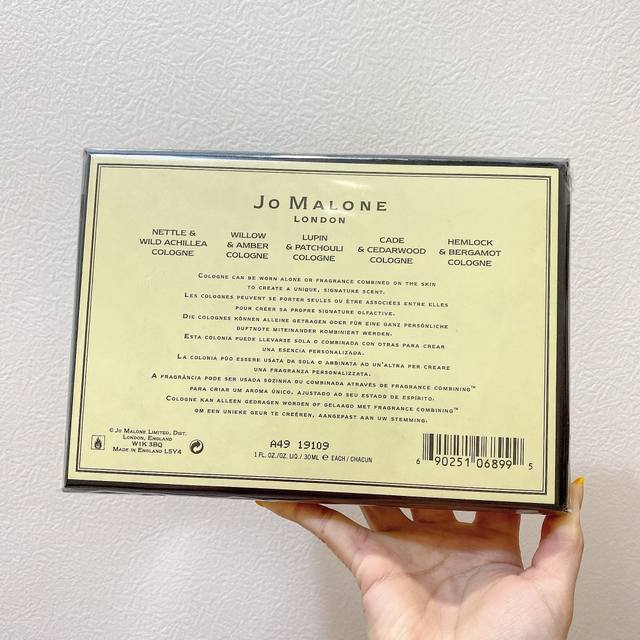 Jo Malone
London
NETTLE &
WILD ACHILLEA
COLOGNE
WILLOW
& AMBER
COLOGNE
LUPIN
& PATCHOULI
COLOGNE
CADE
& CEDARWOOD
COLOGNE
HEMLOCK
& BERGAMOT
COLOGNE
Cologne can be worn alone or fragrance combined on the skin
to create a unique, signature scent.
Les colognes peuvent se porter seules ou être associées entre elles
pour créer sa propre signature olfactive.
Die colognes können alleine getragen oder für eine ganz persönliche
duftnote miteinander kombiniert werden.
Esta colonia puede llevarse sola o combinada con otras para crear
una esencia personalizada.
La colonia può essere usata da sola o abbinata ad un'altra per creare
una fragranza personalizzata.
A fragrância pode ser usada sozinha ou combinada através de Fragrance Combining™
para criar um aroma único, ajustado ao seu estado de espírito.
Cologne kan alleen gedragen worden of gelaagd met Fragrance Combining™
om een unieke geur te creëren, aangepast aan uw stemming.
© Jo Malone Limited, Dist.
London, England
W1K 3BQ
Made in England L5V4
A49 19109
1 FL.OZ./OZ.LIQ./30ML e EACH/CHACUN
6 90251 06899 5